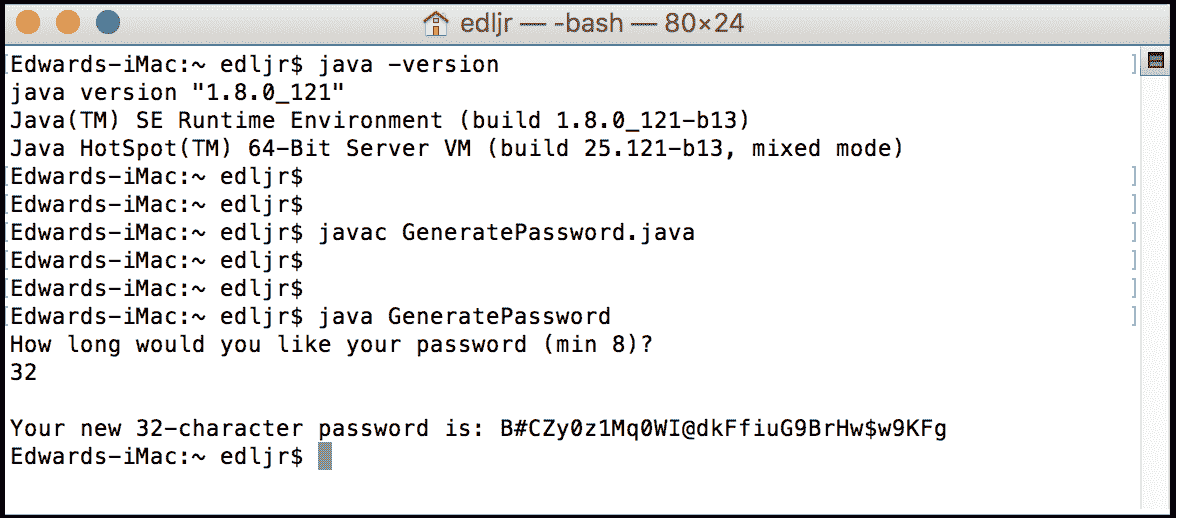 edljr — -bash — 80×24
Edwards-iMac:~ edljr$ java -version
java version "1.8.0_121"
Java(TM) SE Runtime Environment (build 1.8.0_121-b13)
Java HotSpot(TM) 64-Bit Server VM (build 25.121-b13, mixed mode)
Edwards-iMac:~ edljr$
Edwards-iMac:~ edljr$
Edwards-iMac:~ edljr$ javac GeneratePassword.java
Edwards-iMac:~ edljr$
Edwards-iMac:~ edljr$
Edwards-iMac:~ edljr$ java GeneratePassword
How long would you like your password (min 8)?
32
Your new 32-character password is: B#CZy0z1Mq0WI@dkFfiuG9BrHw$w9KFg
Edwards-iMac:~ edljr$